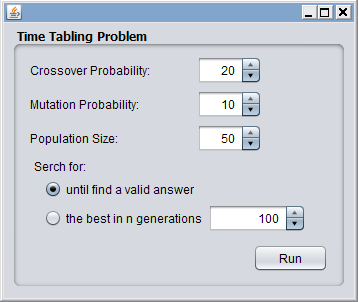 Time Tabling Problem
Crossover Probability: 20
Mutation Probability: 10
Population Size: 50
Serch for:
until find a valid answer
the best in n generations 100
Run